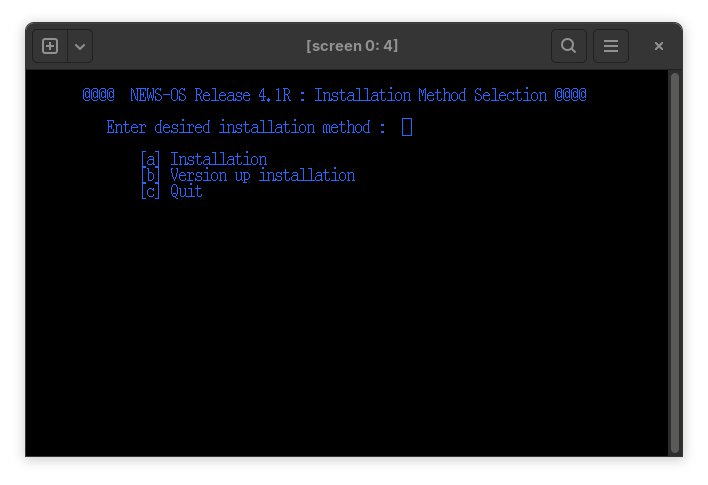 [screen 0: 4]
@@@@ NEWS-OS Release 4.1R : Installation Method Selection @@@@
Enter desired installation method :
[a] Installation
[b] Version up installation
[c] Quit